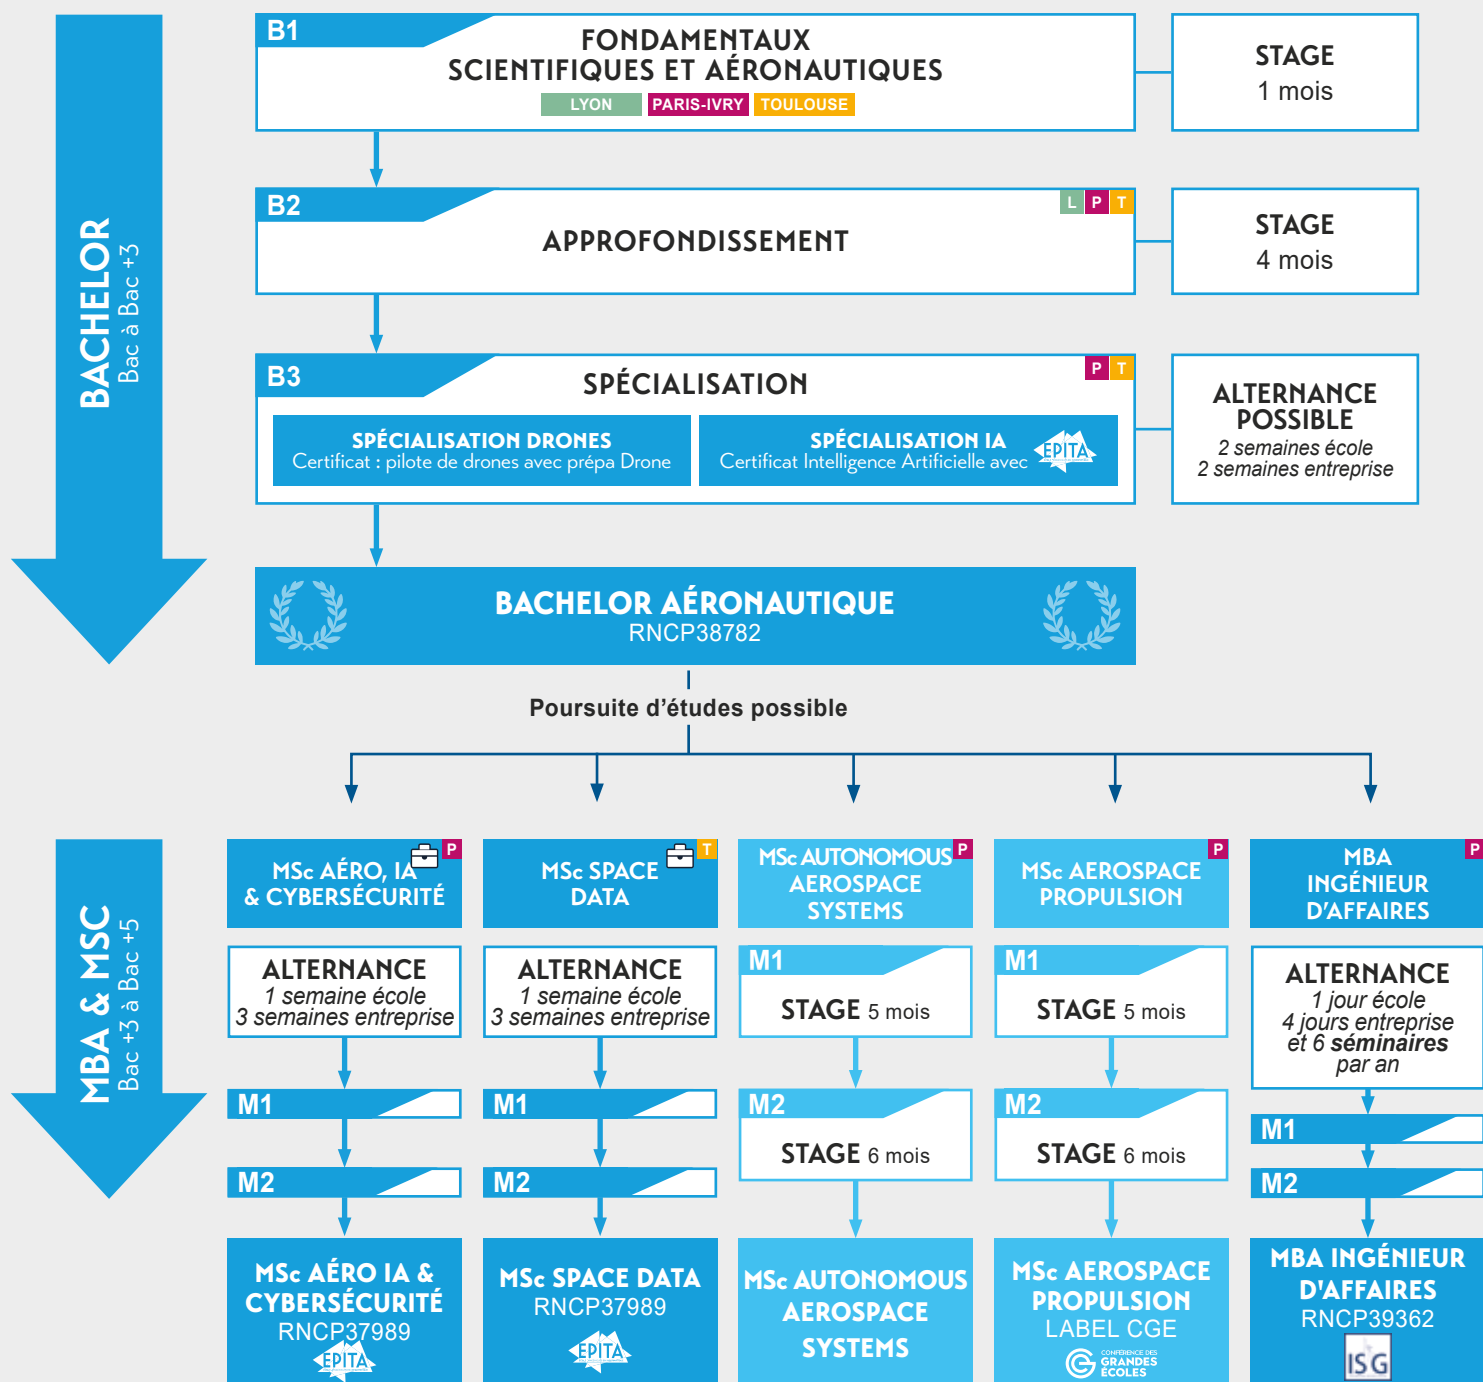 BACHELOR
Bac à Bac +3
B1
FONDAMENTAUX
SCIENTIFIQUES ET AÉRONAUTIQUES
LYON PARIS-IVRY TOULOUSE
STAGE
1 mois
B2
L P T
APPROFONDISSEMENT
STAGE
4 mois
B3
P T
SPÉCIALISATION
SPÉCIALISATION DRONES
Certificat : pilote de drones avec prépa Drone
SPÉCIALISATION IA
Certificat Intelligence Artificielle avec EPITA
ALTERNANCE
POSSIBLE
2 semaines école
2 semaines entreprise
BACHELOR AÉRONAUTIQUE
RNCP38782
Poursuite d'études possible
MBA & MSC
Bac +3 à Bac +5
P
MSc AÉRO, IA
& CYBERSÉCURITÉ
ALTERNANCE
1 semaine école
3 semaines entreprise
M1
M2
MSc AÉRO IA &
CYBERSÉCURITÉ
RNCP37989
EPITA
T
MSc SPACE
DATA
ALTERNANCE
1 semaine école
3 semaines entreprise
M1
M2
MSc SPACE DATA
RNCP37989
EPITA
P
MSc AUTONOMOUS
AEROSPACE
SYSTEMS
M1
STAGE 5 mois
M2
STAGE 6 mois
MSc AUTONOMOUS
AEROSPACE
SYSTEMS
P
MSc AEROSPACE
PROPULSION
M1
STAGE 5 mois
M2
STAGE 6 mois
MSc AEROSPACE
PROPULSION
LABEL CGE
CONFÉRENCE DES
GRANDES
ÉCOLES
P
MBA
INGÉNIEUR
D'AFFAIRES
ALTERNANCE
1 jour école
4 jours entreprise
et 6 séminaires
par an
M1
M2
MBA INGÉNIEUR
D'AFFAIRES
RNCP39362
ISG